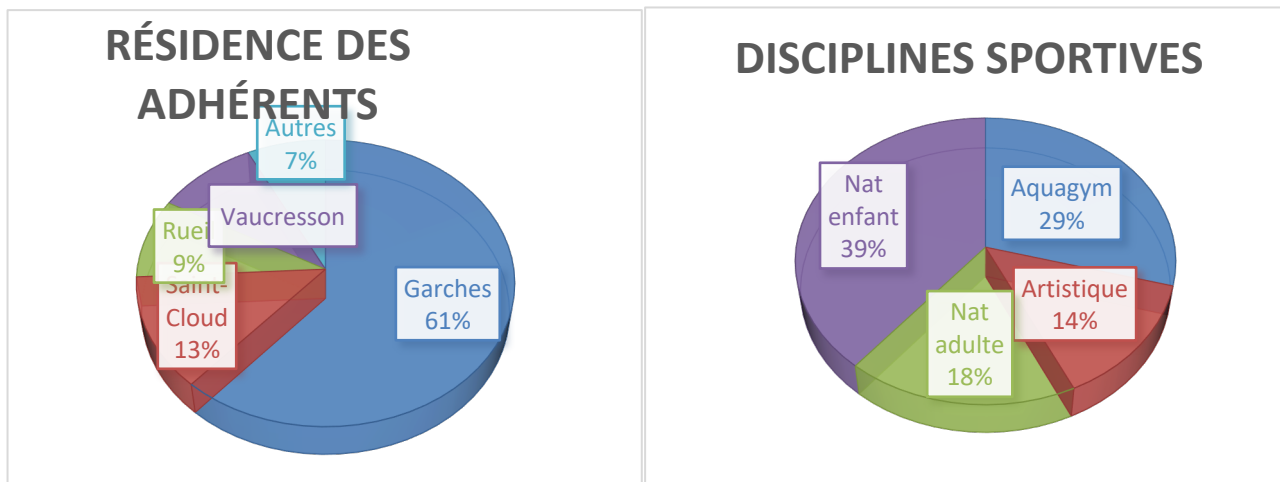 RÉSIDENCE DES
ADHÉRENTS
Autres
7%
Vaucresson
9%
Saint-
Cloud
13%
Garches
61%
DISCIPLINES SPORTIVES
Nat
enfant
39%
Aquagym
29%
Artistique
14%
Nat
adulte
18%